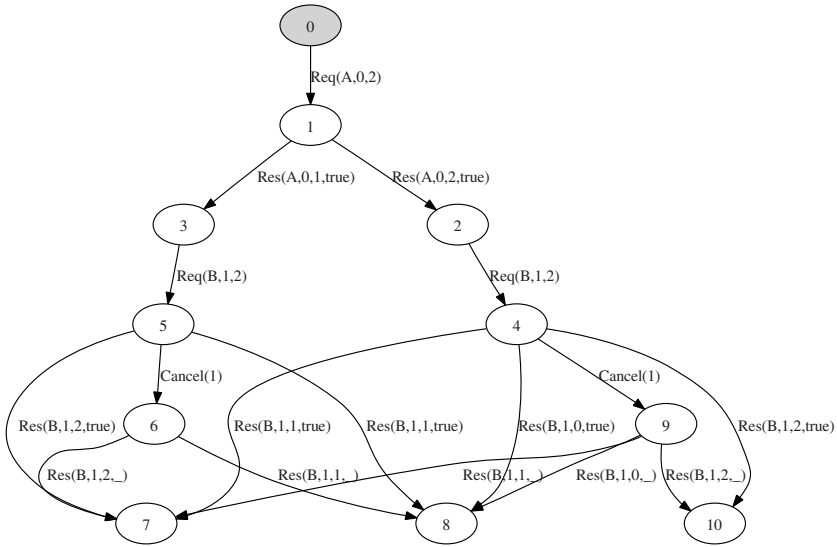 0
Req(A,0,2)
1
Res(A,0,1,true)
Res(A,0,2,true)
3
2
Req(B,1,2)
Req(B,1,2)
5
4
Cancel(1)
Cancel(1)
Res(B,1,2,true)
6
Res(B,1,1,true)
Res(B,1,1,true)
Res(B,1,0,true)
9
Res(B,1,2,true)
Res(B,1,2,_)
Res(B,1,1,_)
Res(B,1,1,_)
Res(B,1,0,_)
Res(B,1,2,_)
7
8
10